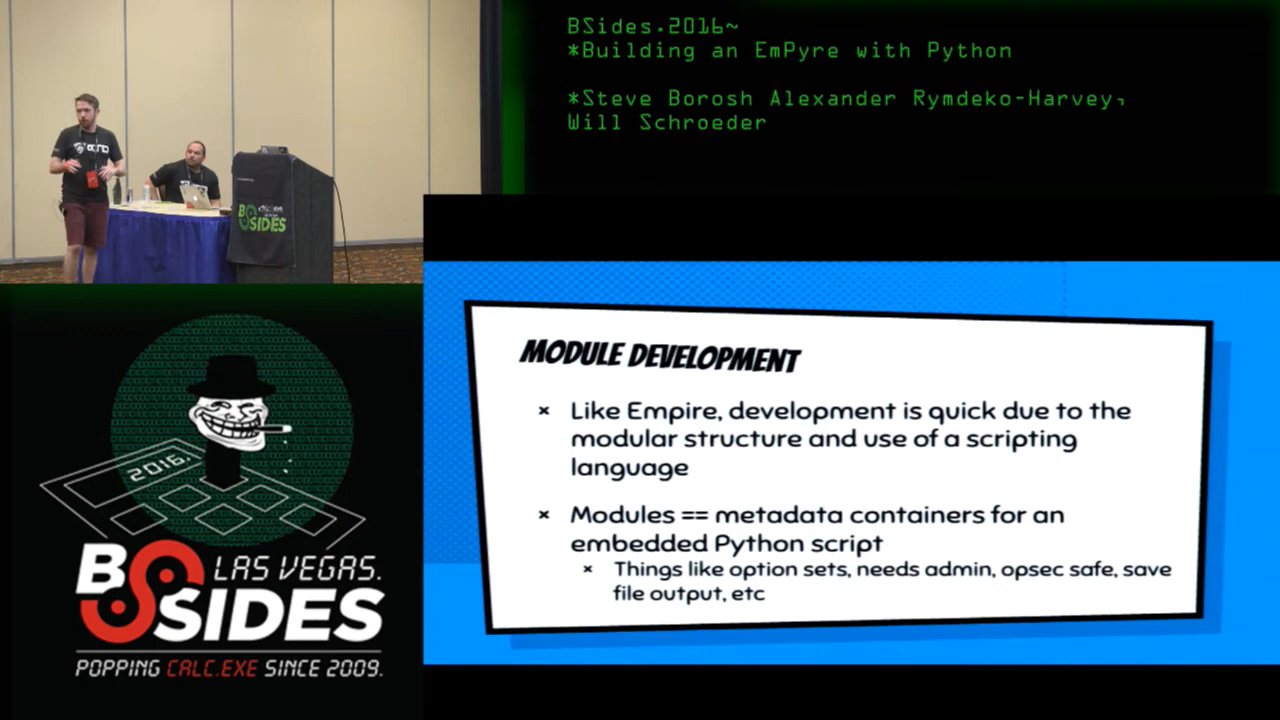 BSides.2016~
*Building an EmPyre with Python
*Steve Borosh Alexander Rymdeko-Harvey,
Will Schroeder
BSIDES
MODULE DEVELOPMENT
× Like Empire, development is quick due to the
modular structure and use of a scripting
language
× Modules == metadata containers for an
embedded Python script
× Things like option sets, needs admin, opsec safe, save
file output, etc
2016.
BSIDES
LAS VEGAS.
POPPING CALC.EXE SINCE 2009.